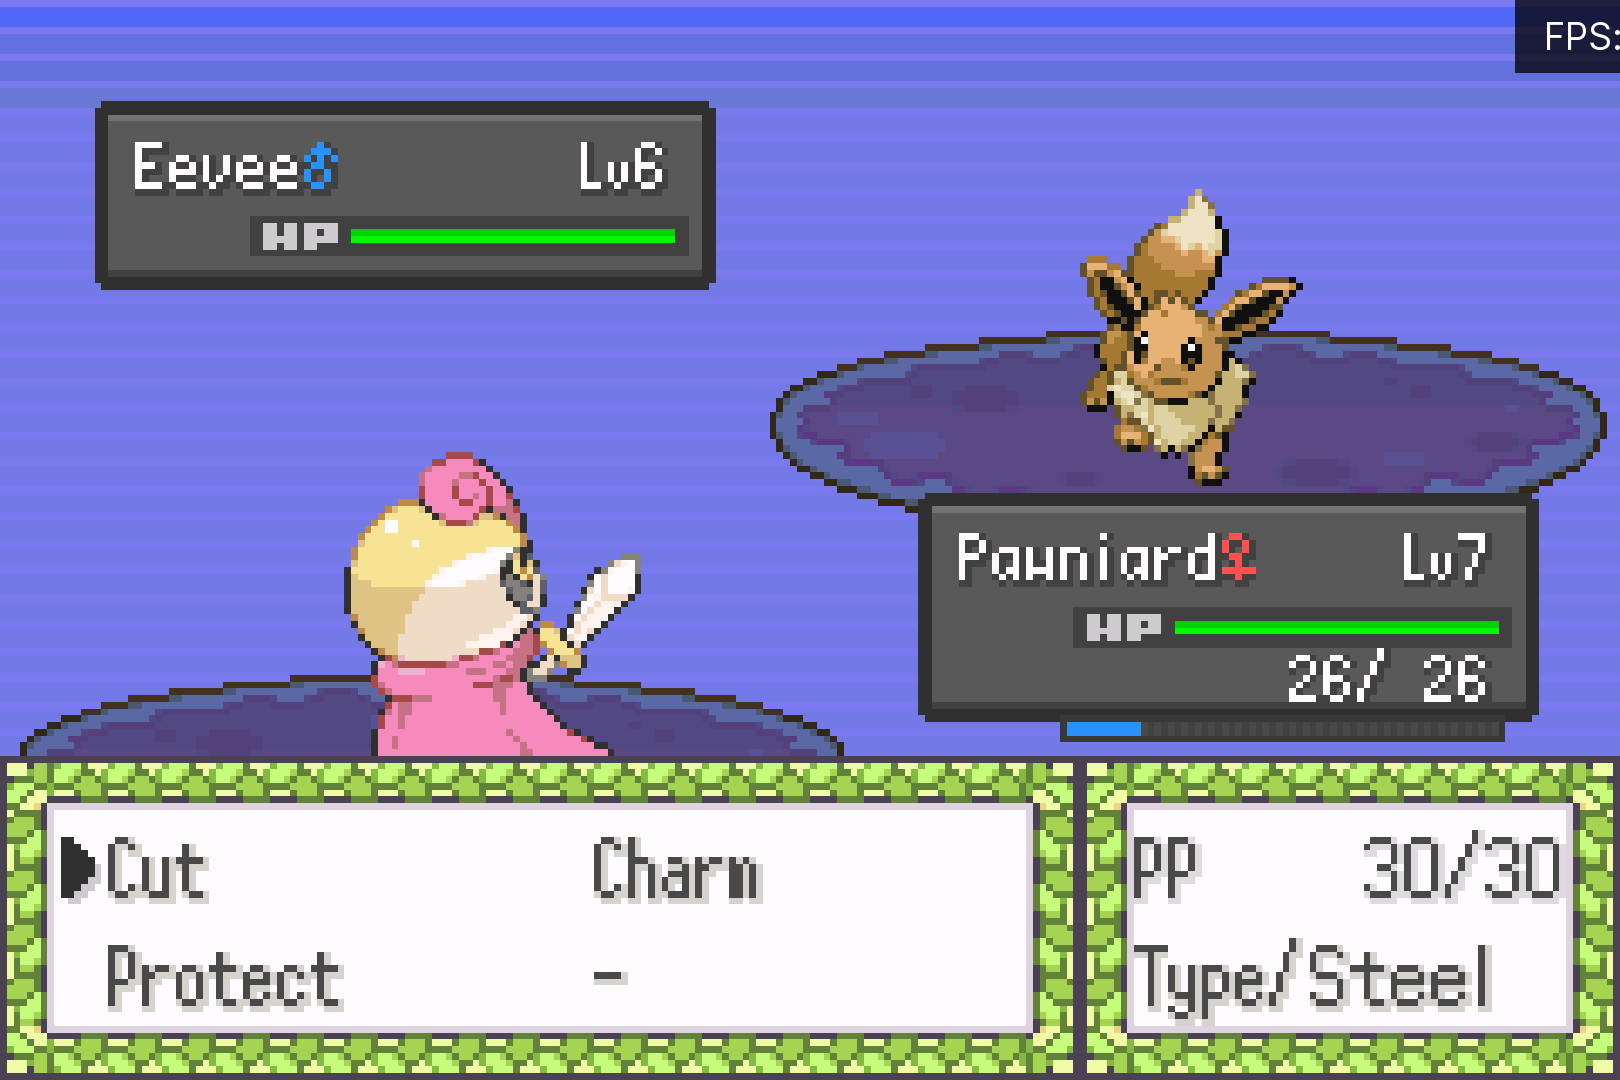 FPS:
Eevee♂ Lv6
HP
Pawniard♀ Lv7
HP
26/ 26
Cut Charm
Protect -
PP 30/30
Type/Steel